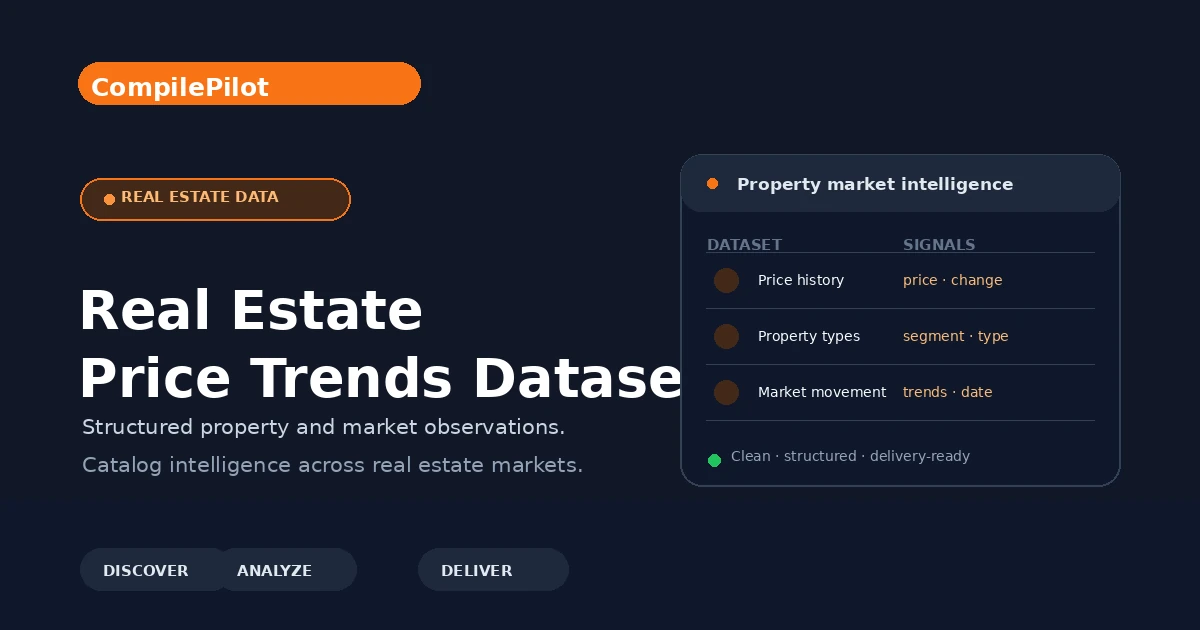 CompilePilot
REAL ESTATE DATA
Real Estate
Price Trends Datase
Structured property and market observations.
Catalog intelligence across real estate markets.
DISCOVER
ANALYZE
DELIVER
Property market intelligence
DATASET SIGNALS
Price history price · change
Property types segment · type
Market movement trends · date
Clean · structured · delivery-ready